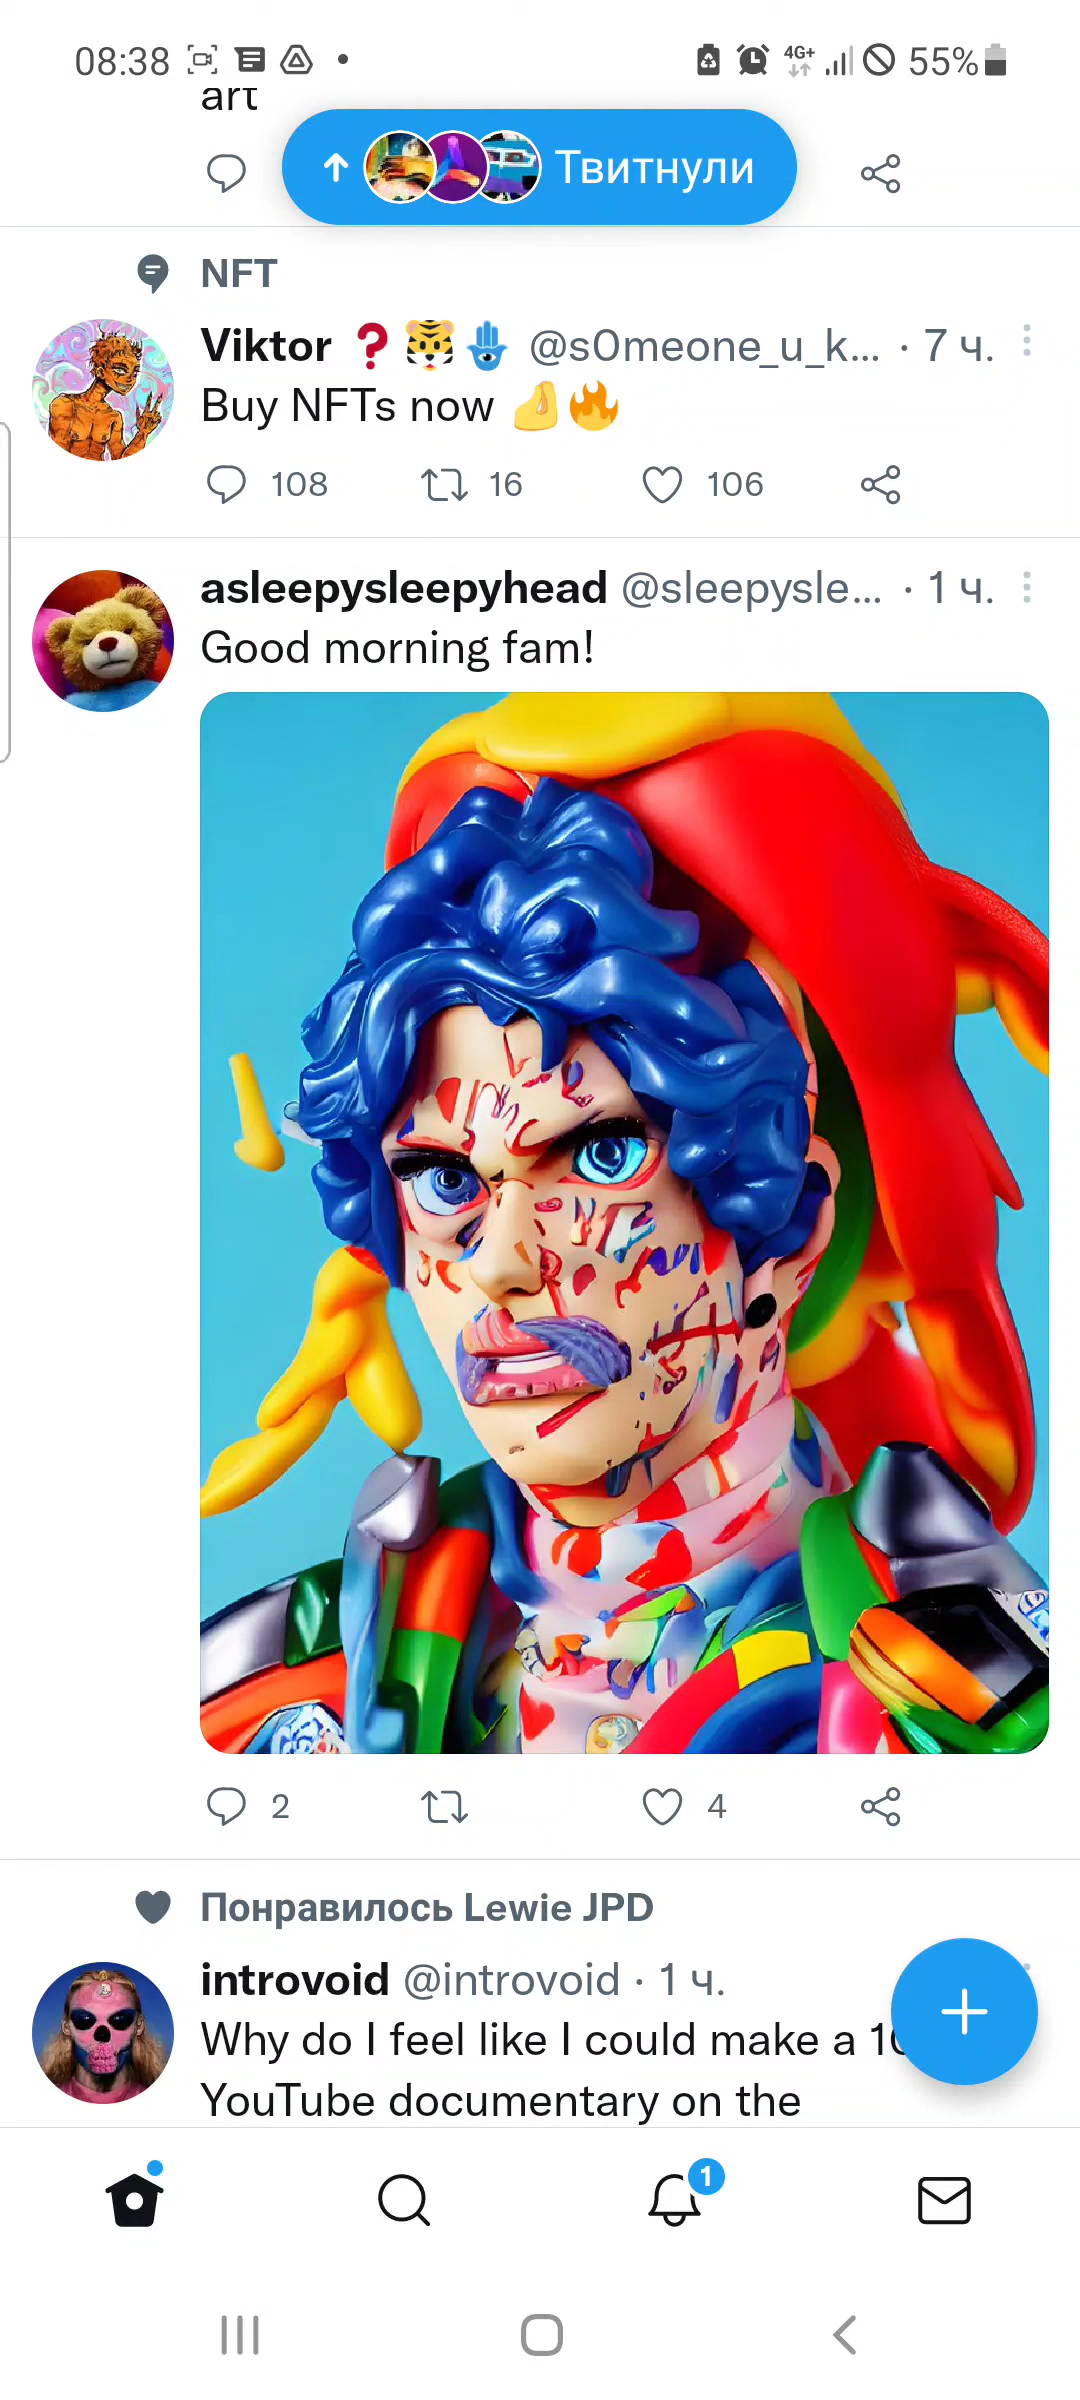 08:38
4G+
55%
art
Твитнули
NFT
Viktor ❓🐯🪬 @s0meone_u_k... · 7 ч.
Buy NFTs now 🫴🔥
108 16 106
asleepysleepyhead @sleepysle... · 1 ч.
Good morning fam!
2 4
Понравилось Lewie JPD
introvoid @introvoid · 1 ч.
Why do I feel like I could make a
YouTube documentary on the
1